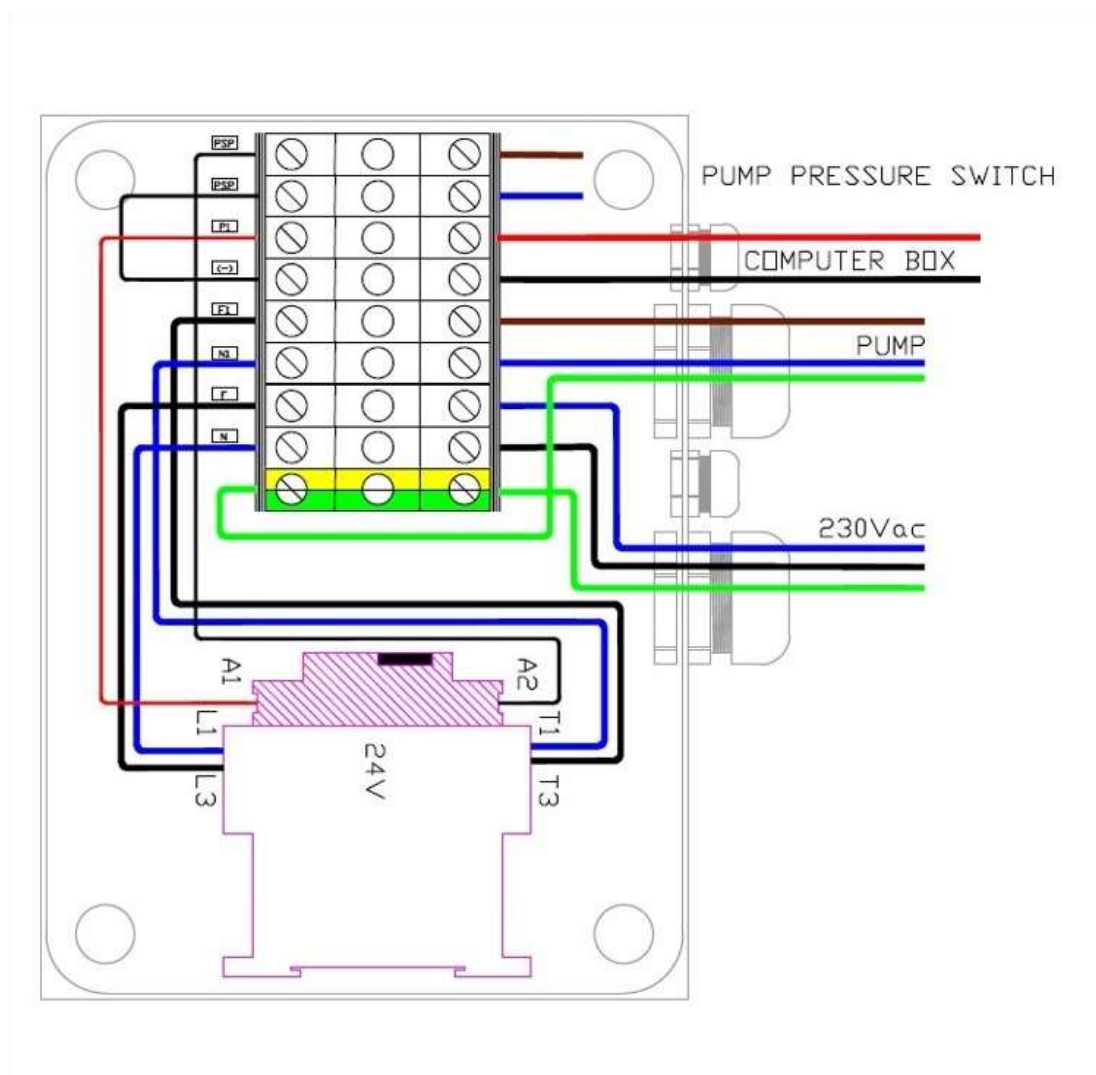 PSP
PUMP PRESSURE SWITCH
PSP
P1
(-)
COMPUTER BOX
F1
N1
PUMP
N
230Vac
A1
A2
L1
T1
24V
L3
T3